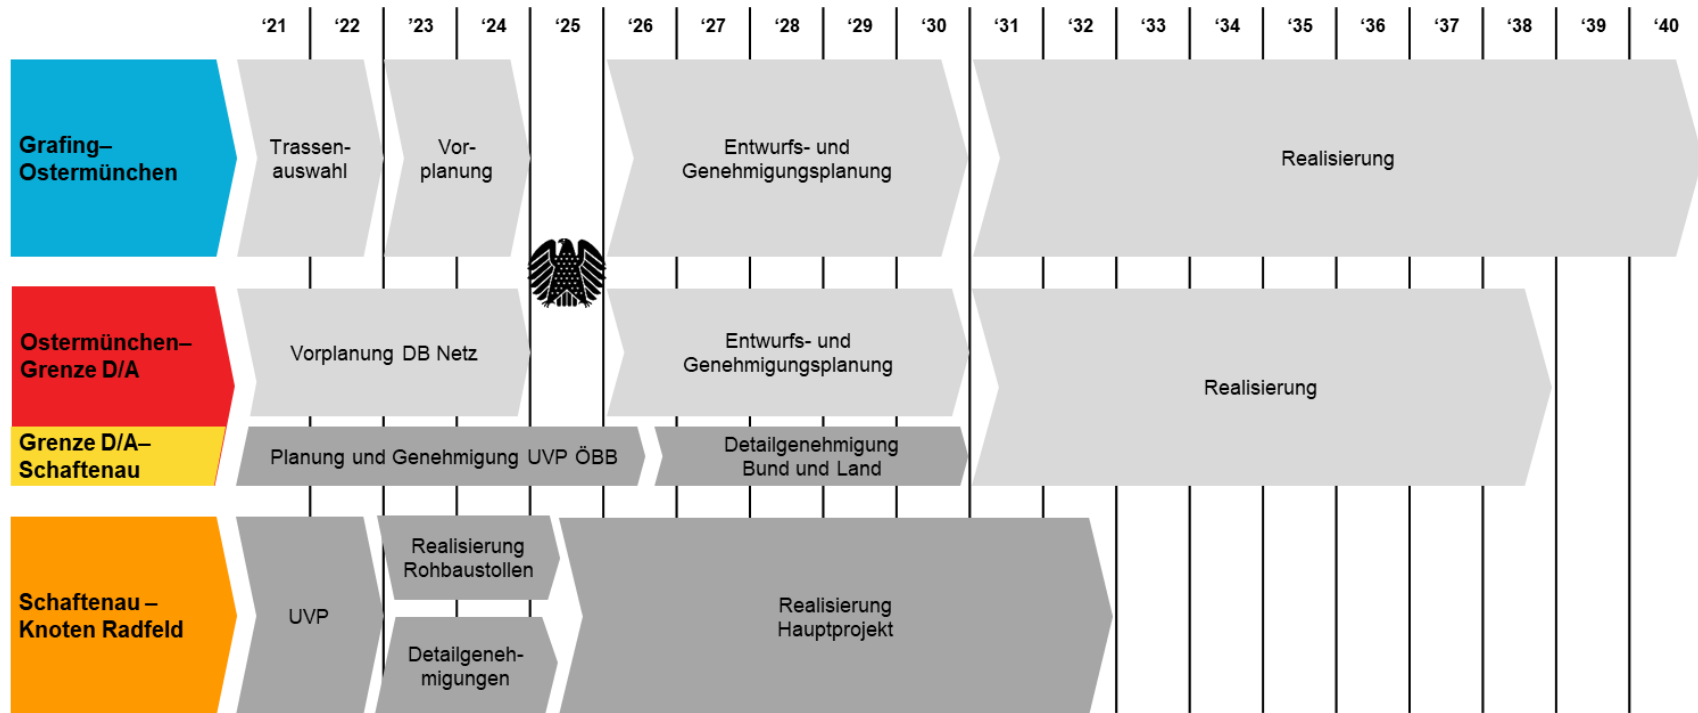 ‘21 ‘22 ’23 ‘24 ‘25 ‘26 ‘27 ‘28 ‘29 ‘30 ‘31 ‘32 ‘33 ‘34 ‘35 ‘36 ‘37 ‘38 ‘39 ‘40
Grafing–
Ostermünchen
Trassen-
auswahl
Vor-
planung
Entwurfs- und
Genehmigungsplanung
Realisierung
Ostermünchen–
Grenze D/A
Vorplanung DB Netz
Entwurfs- und
Genehmigungsplanung
Realisierung
Grenze D/A–
Schaftenau
Planung und Genehmigung UVP ÖBB
Detailgenehmigung
Bund und Land
Schaftenau –
Knoten Radfeld
UVP
Realisierung
Rohbaustollen
Detailgeneh-
migungen
Realisierung
Hauptprojekt